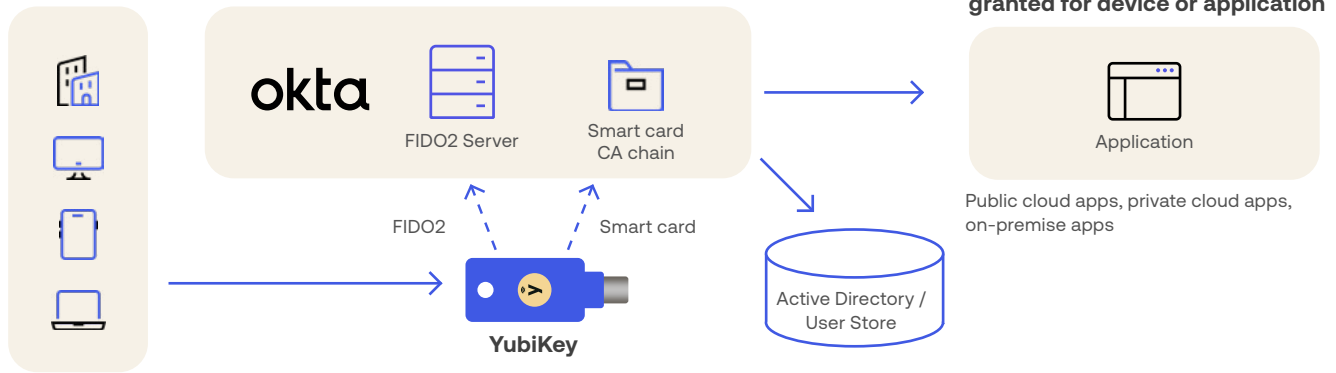 granted for device or application
okta
FIDO2 Server
Smart card
CA chain
Application
FIDO2
Smart card
Public cloud apps, private cloud apps,
on-premise apps
y
YubiKey
Active Directory /
User Store